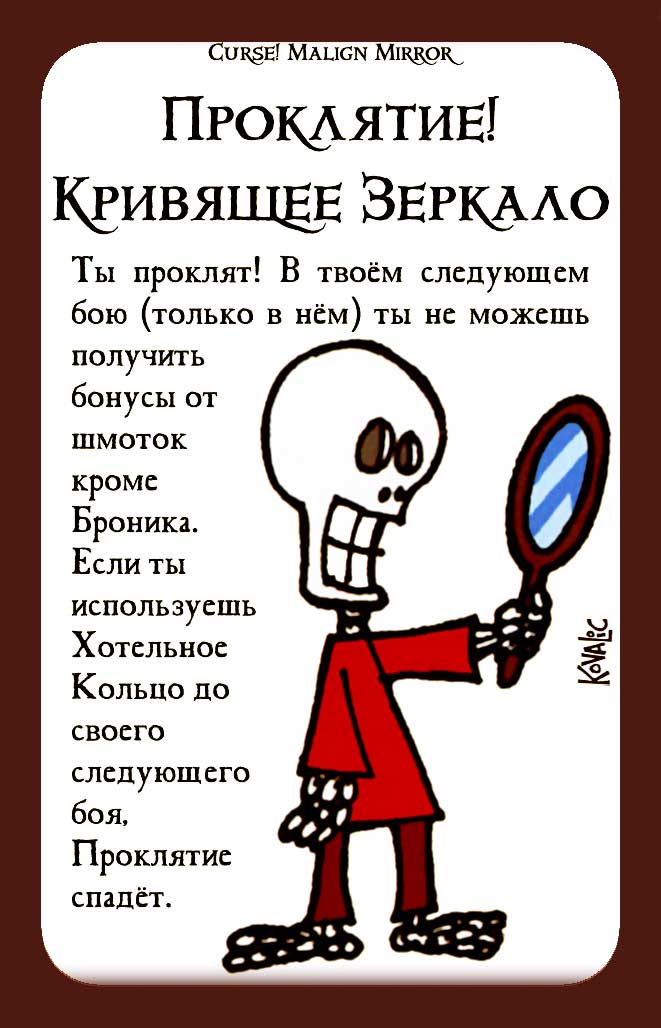 Curse! Malign Mirror
Проклятие!
Кривящее Зеркало
Ты проклят! В твоём следующем
бою (только в нём) ты не можешь
получить
бонусы от
шмоток
кроме
Броника.
Если ты
используешь
Хотельное
Кольцо до
своего
следующего
боя,
Проклятие
спадёт.
Kovalic